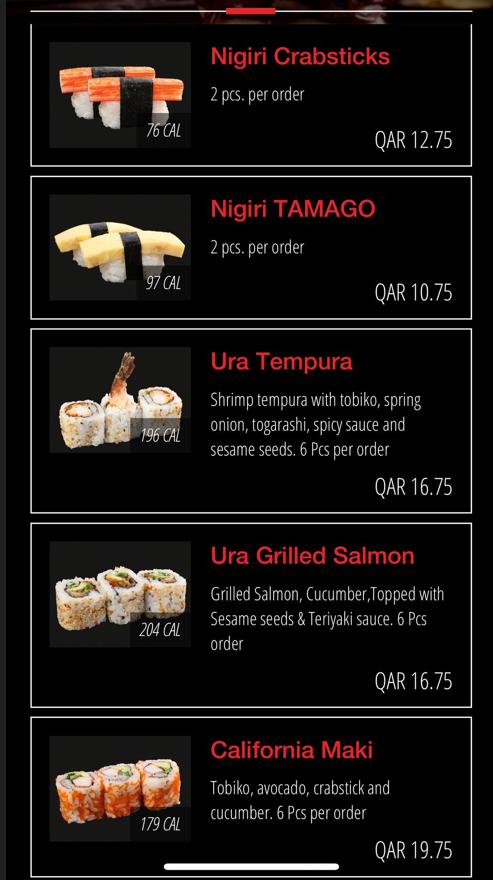 Nigiri Crabsticks
2 pcs. per order
76 CAL
QAR 12.75
Nigiri TAMAGO
2 pcs. per order
97 CAL
QAR 10.75
Ura Tempura
Shrimp tempura with tobiko, spring
onion, togarashi, spicy sauce and
sesame seeds. 6 Pcs per order
196 CAL
QAR 16.75
Ura Grilled Salmon
Grilled Salmon, Cucumber,Topped with
Sesame seeds & Teriyaki sauce. 6 Pcs
order
204 CAL
QAR 16.75
California Maki
Tobiko, avocado, crabstick and
cucumber. 6 Pcs per order
179 CAL
QAR 19.75